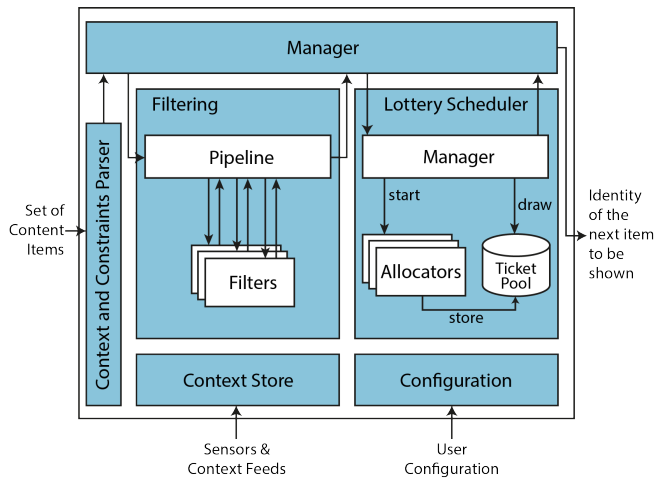 Manager
Filtering
Lottery Scheduler
Pipeline
Manager
Context and Constraints Parser
start
draw
Set of
Content
Items
Identity
of the
next item
to be
shown
Filters
Allocators
Ticket
Pool
store
Context Store
Configuration
Sensors &
Context Feeds
User
Configuration